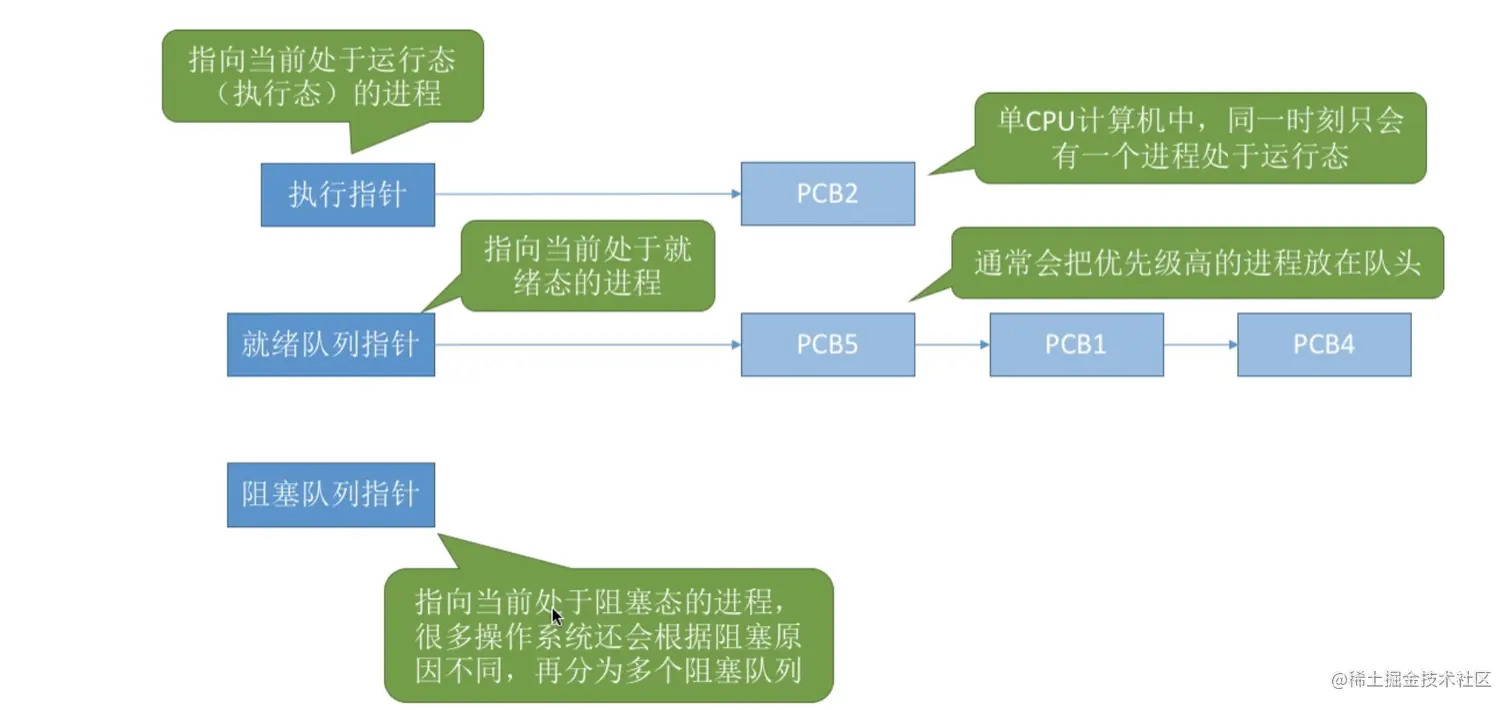 指向当前处于运行态
（执行态）的进程
单CPU计算机中，同一时刻只会
有一个进程处于运行态
执行指针
PCB2
指向当前处于就
绪态的进程
通常会把优先级高的进程放在队头
就绪队列指针
PCB5
PCB1
PCB4
阻塞队列指针
指向当前处于阻塞态的进程，
很多操作系统还会根据阻塞原
因不同，再分为多个阻塞队列
@稀土掘金技术社区